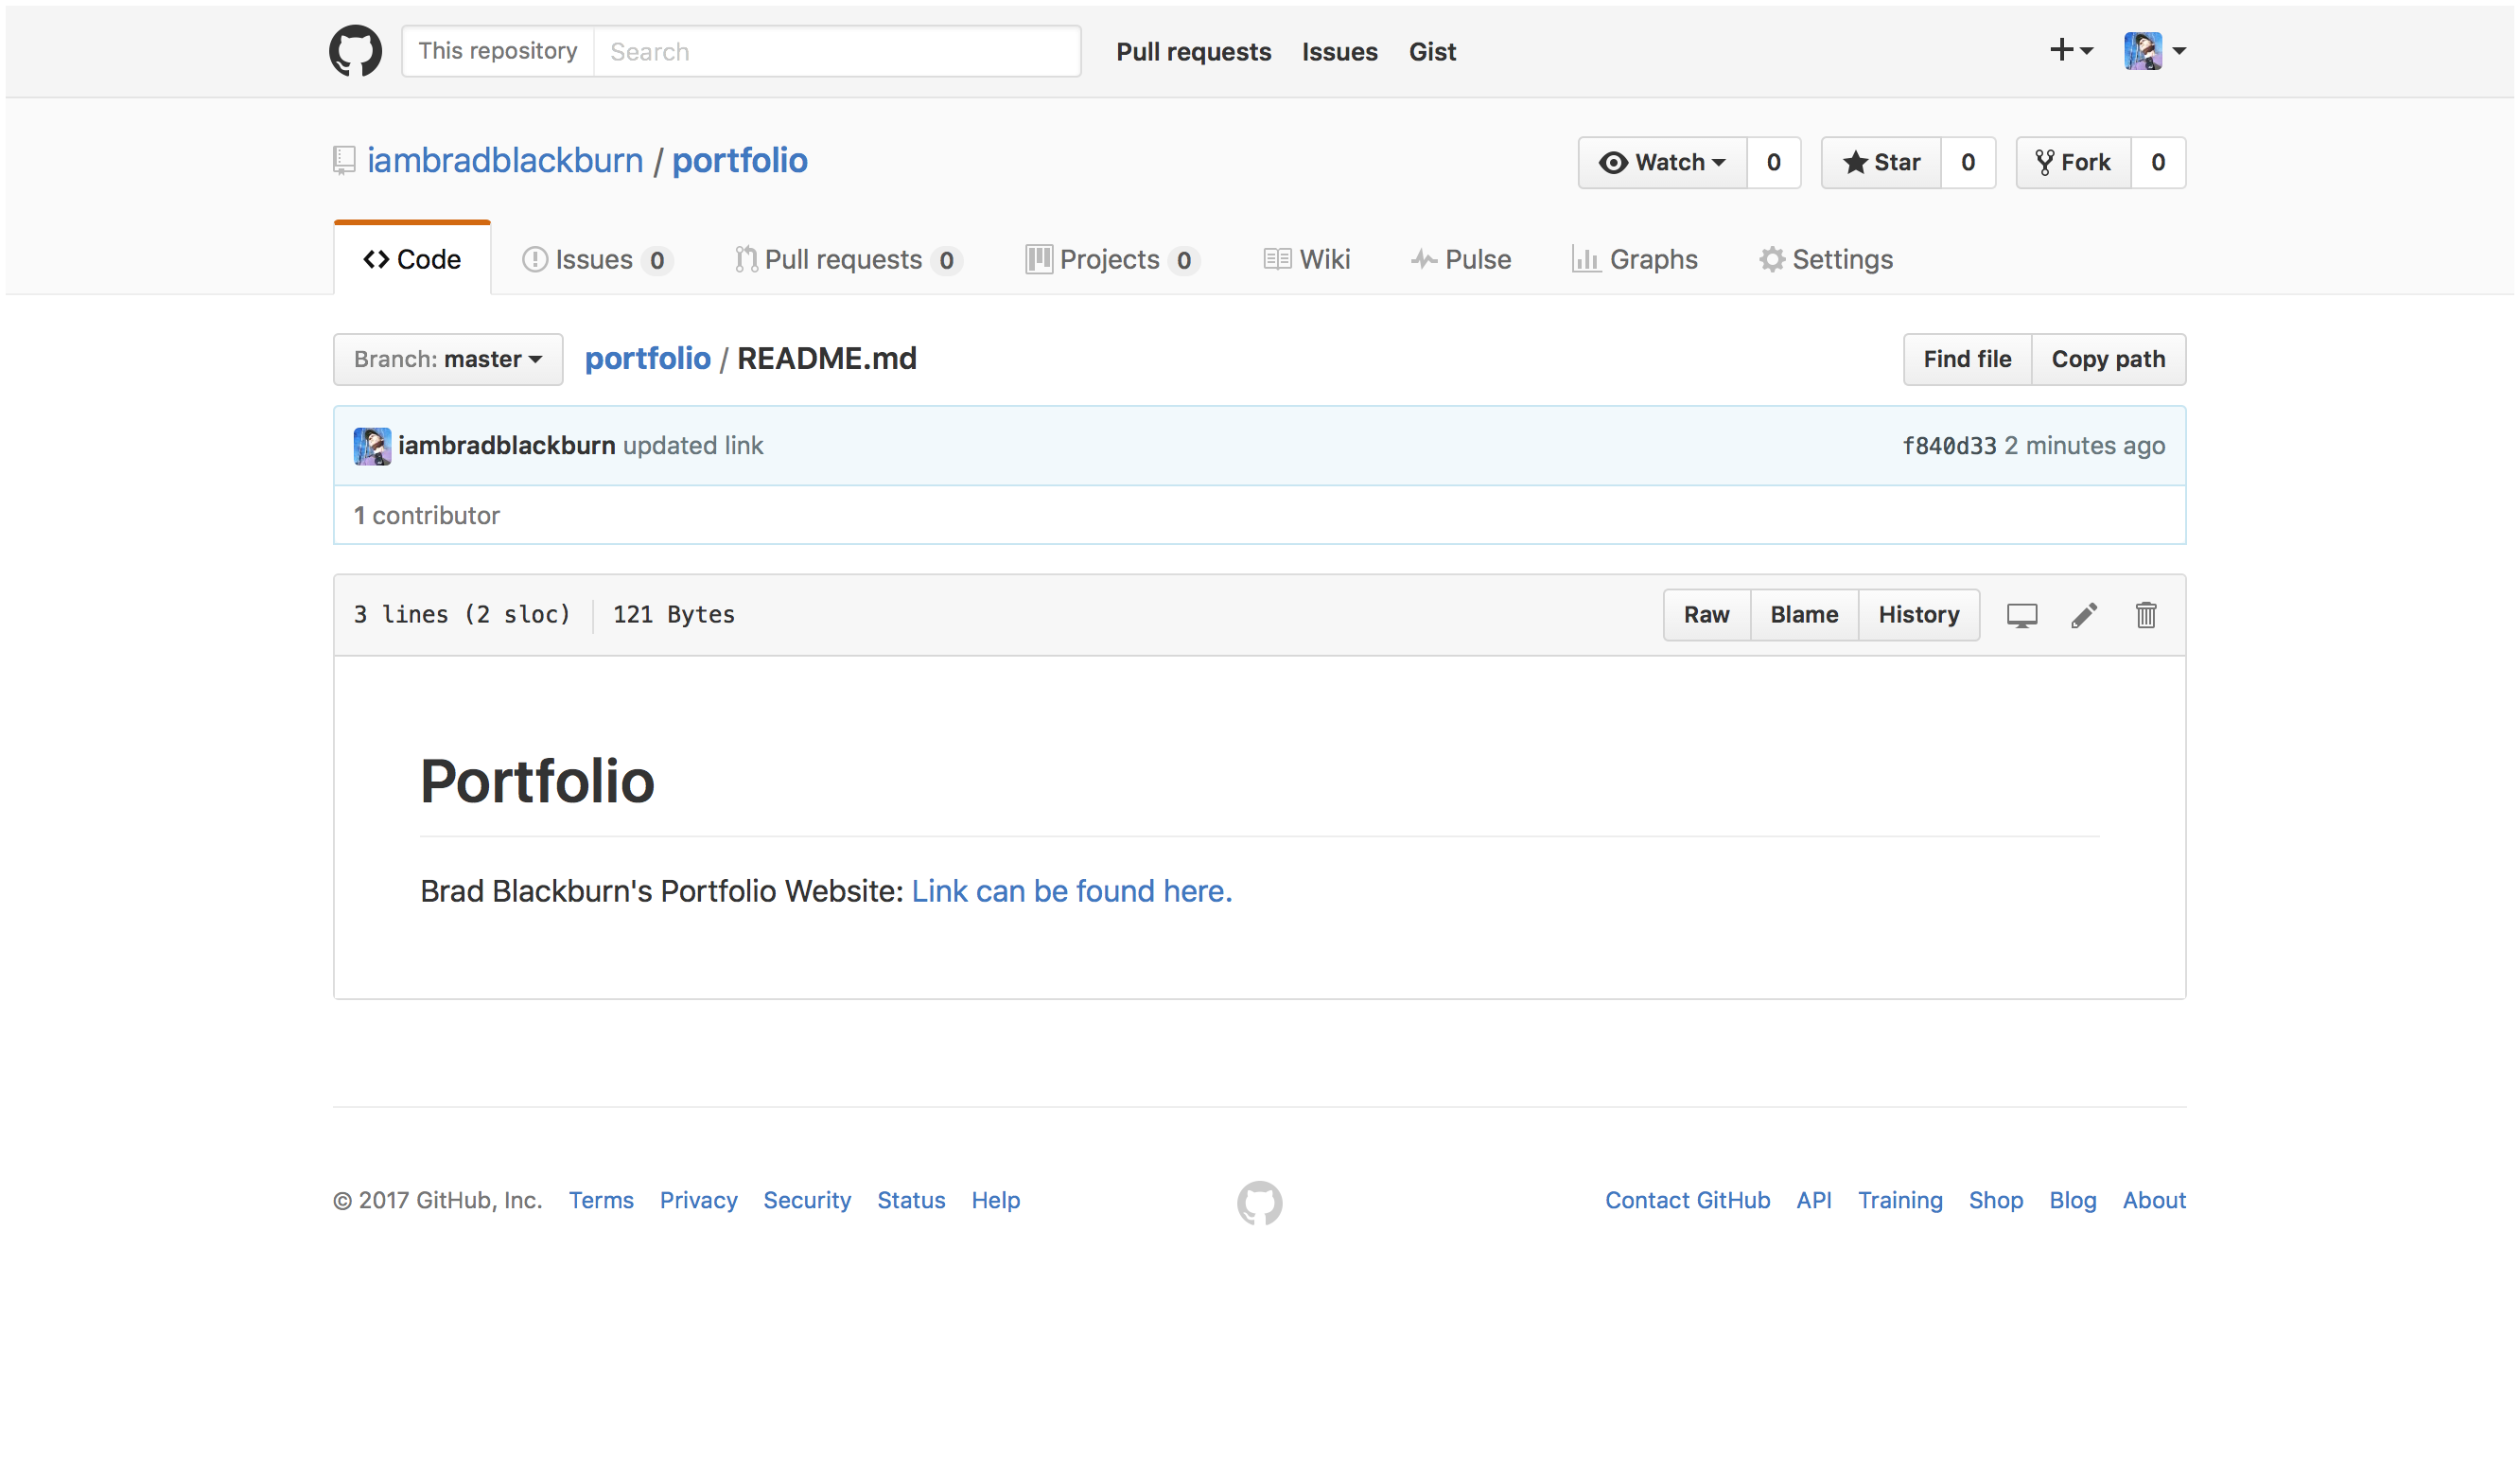 This repository Search Pull requests Issues Gist
iambradblackburn / portfolio Watch 0 Star 0 Fork 0
Code Issues 0 Pull requests 0 Projects 0 Wiki Pulse Graphs Settings
Branch: master portfolio / README.md Find file Copy path
iambradblackburn updated link f840d33 2 minutes ago
1 contributor
3 lines (2 sloc) 121 Bytes Raw Blame History
Portfolio
Brad Blackburn's Portfolio Website: Link can be found here.
© 2017 GitHub, Inc. Terms Privacy Security Status Help Contact GitHub API Training Shop Blog About